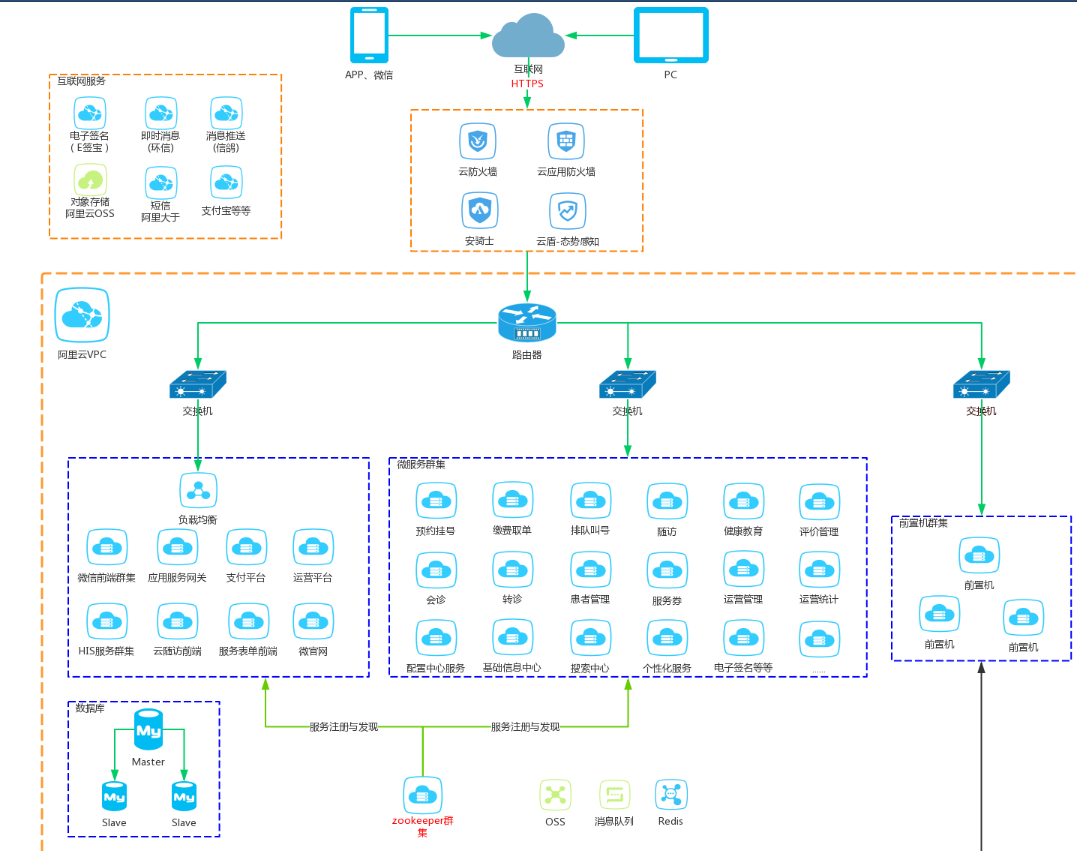 APP、微信
互联网
HTTPS
PC
互联网服务
电子签名
（E签宝）
即时消息
(环信)
消息推送
(信鸽)
对象存储
阿里云OSS
短信
阿里大于
支付宝等等
云防火墙
云应用防火墙
安骑士
云盾-态势感知
阿里云VPC
路由器
交换机
交换机
交换机
负载均衡
微信前端群集
应用服务网关
支付平台
运营平台
HIS服务群集
云随访前端
服务表单前端
微官网
微服务群集
预约挂号
缴费取单
排队叫号
随访
健康教育
评价管理
会诊
转诊
患者管理
服务券
运营管理
运营统计
配置中心服务
基础信息中心
搜索中心
个性化服务
电子签名等等
......
前置机群集
前置机
前置机
前置机
数据库
My
Master
My
Slave
My
Slave
服务注册与发现
服务注册与发现
zookeeper群
集
OSS
消息队列
Redis